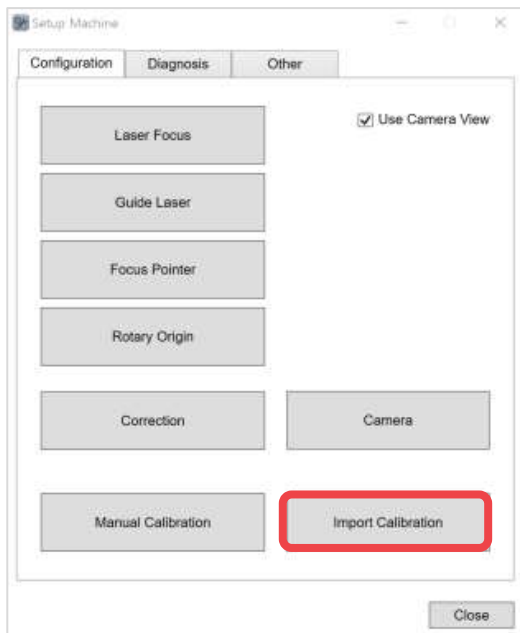 Setup Machine
Configuration Diagnosis Other
Laser Focus
Use Camera View
Guide Laser
Focus Pointer
Rotary Origin
Correction Camera
Manual Calibration Import Calibration
Close